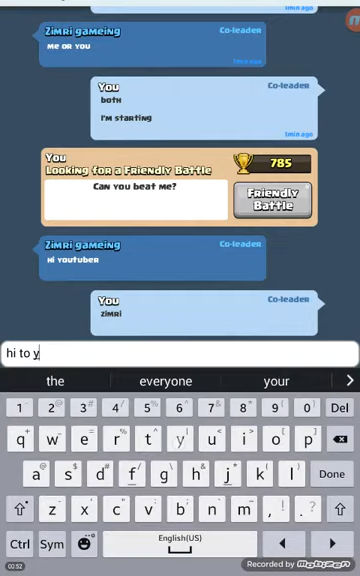 1min ago
Zimri gameing Co-leader
Me or you
1min ago
You Co-leader
both
I'm starting
1min ago
You
Looking for a Friendly Battle
785
Can you beat me?
Friendly
Battle
Zimri gameing Co-leader
Hi youtuber
You Co-leader
zimri
hi to y
the everyone your
1 2 3 4 5 6 7 8 9 0 Del
q w e r t y u i o p
a s d f g h j k l Done
z x c v b n m , ! . ?
Ctrl Sym English(US)
00:52
Recorded by Mobizen